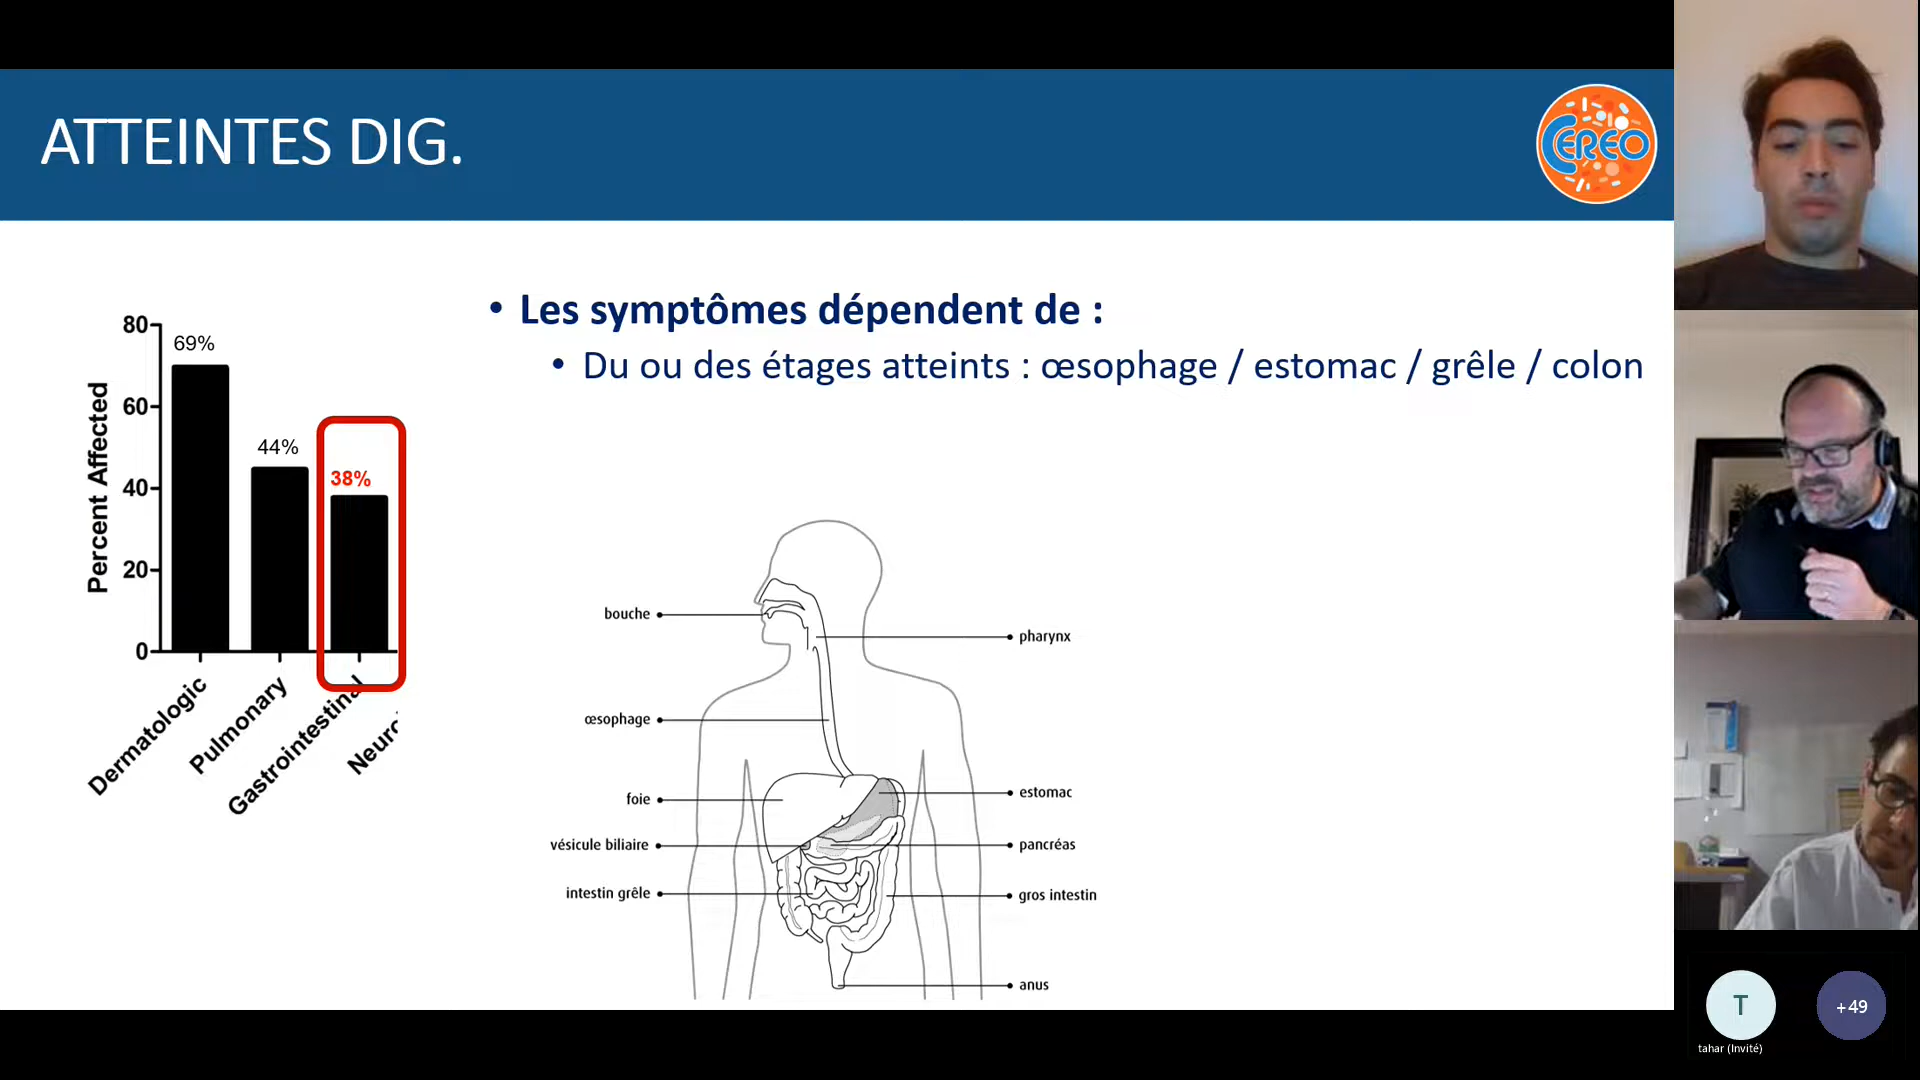 ATTEINTES DIG.
CEREO
• Les symptômes dépendent de :
• Du ou des étages atteints : œsophage / estomac / grêle / colon
Percent Affected
80
60
40
20
0
69%
44%
38%
Dermatologic
Pulmonary
Gastrointestinal
bouche
pharynx
œsophage
foie
estomac
vésicule biliaire
pancréas
intestin grêle
gros intestin
anus
T
+49
tahar (Invité)